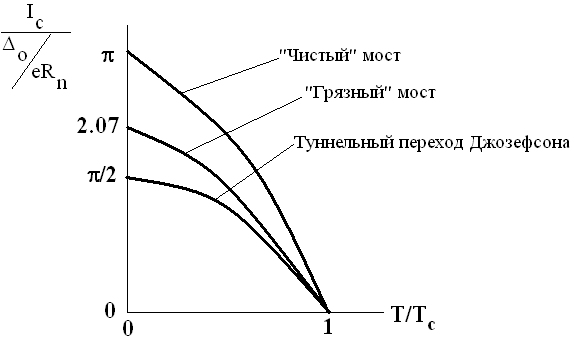 I_c
Δ_o/eR_n
π
"Чистый" мост
"Грязный" мост
2.07
Туннельный переход Джозефсона
π/2
0
T/T_c
0
1